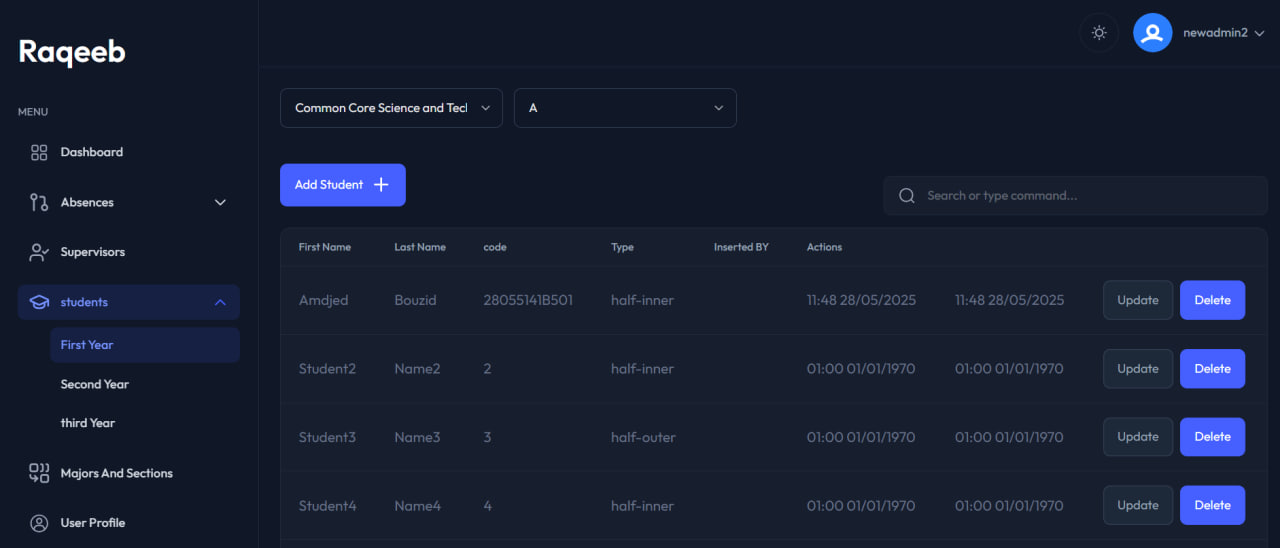 Raqeeb
newadmin2
MENU
Dashboard
Absences
Supervisors
students
First Year
Second Year
third Year
Majors And Sections
User Profile
Common Core Science and Tecl
A
Add Student
Search or type command...
First Name Last Name code Type Inserted BY Actions
Amdjed Bouzid 28055141B501 half-inner 11:48 28/05/2025 11:48 28/05/2025 Update Delete
Student2 Name2 2 half-inner 01:00 01/01/1970 01:00 01/01/1970 Update Delete
Student3 Name3 3 half-outer 01:00 01/01/1970 01:00 01/01/1970 Update Delete
Student4 Name4 4 half-inner 01:00 01/01/1970 01:00 01/01/1970 Update Delete